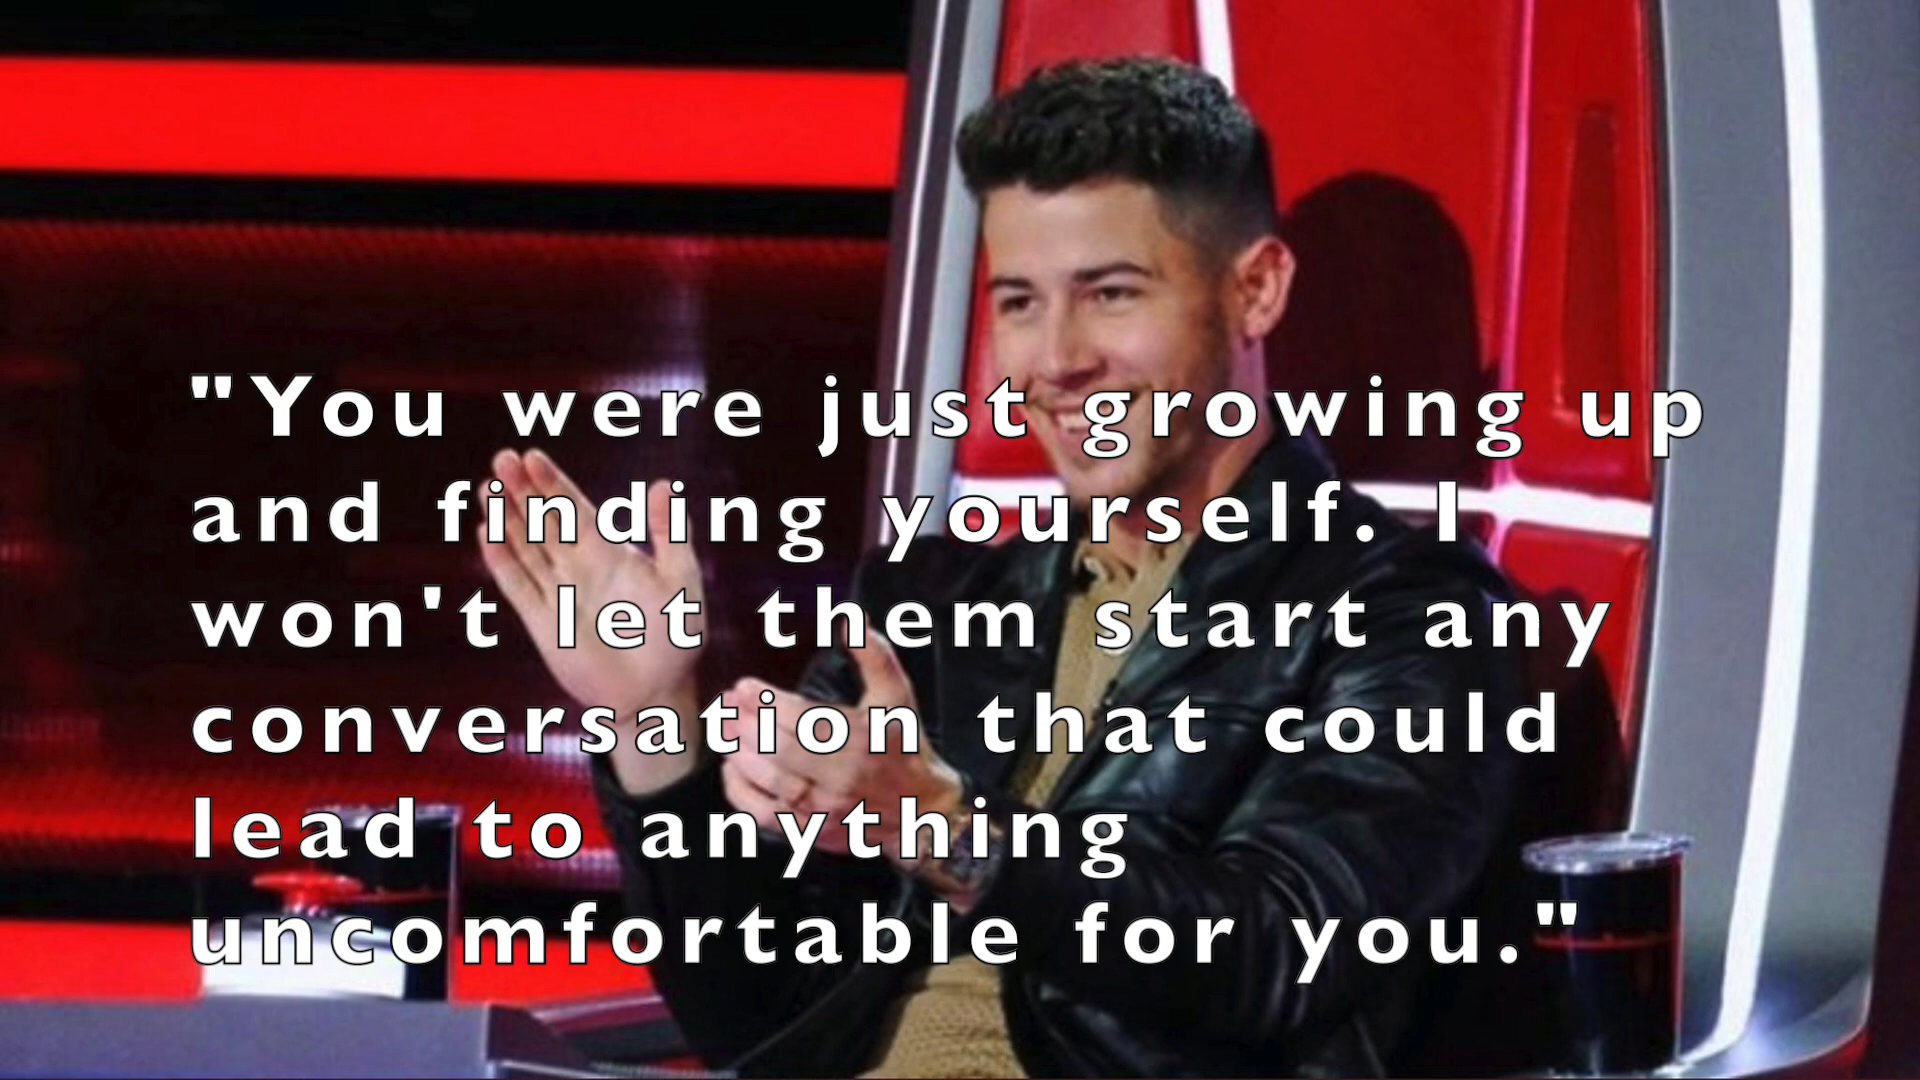 "You were just growing up
and finding yourself. I
won't let them start any
conversation that could
lead to anything
uncomfortable for you."